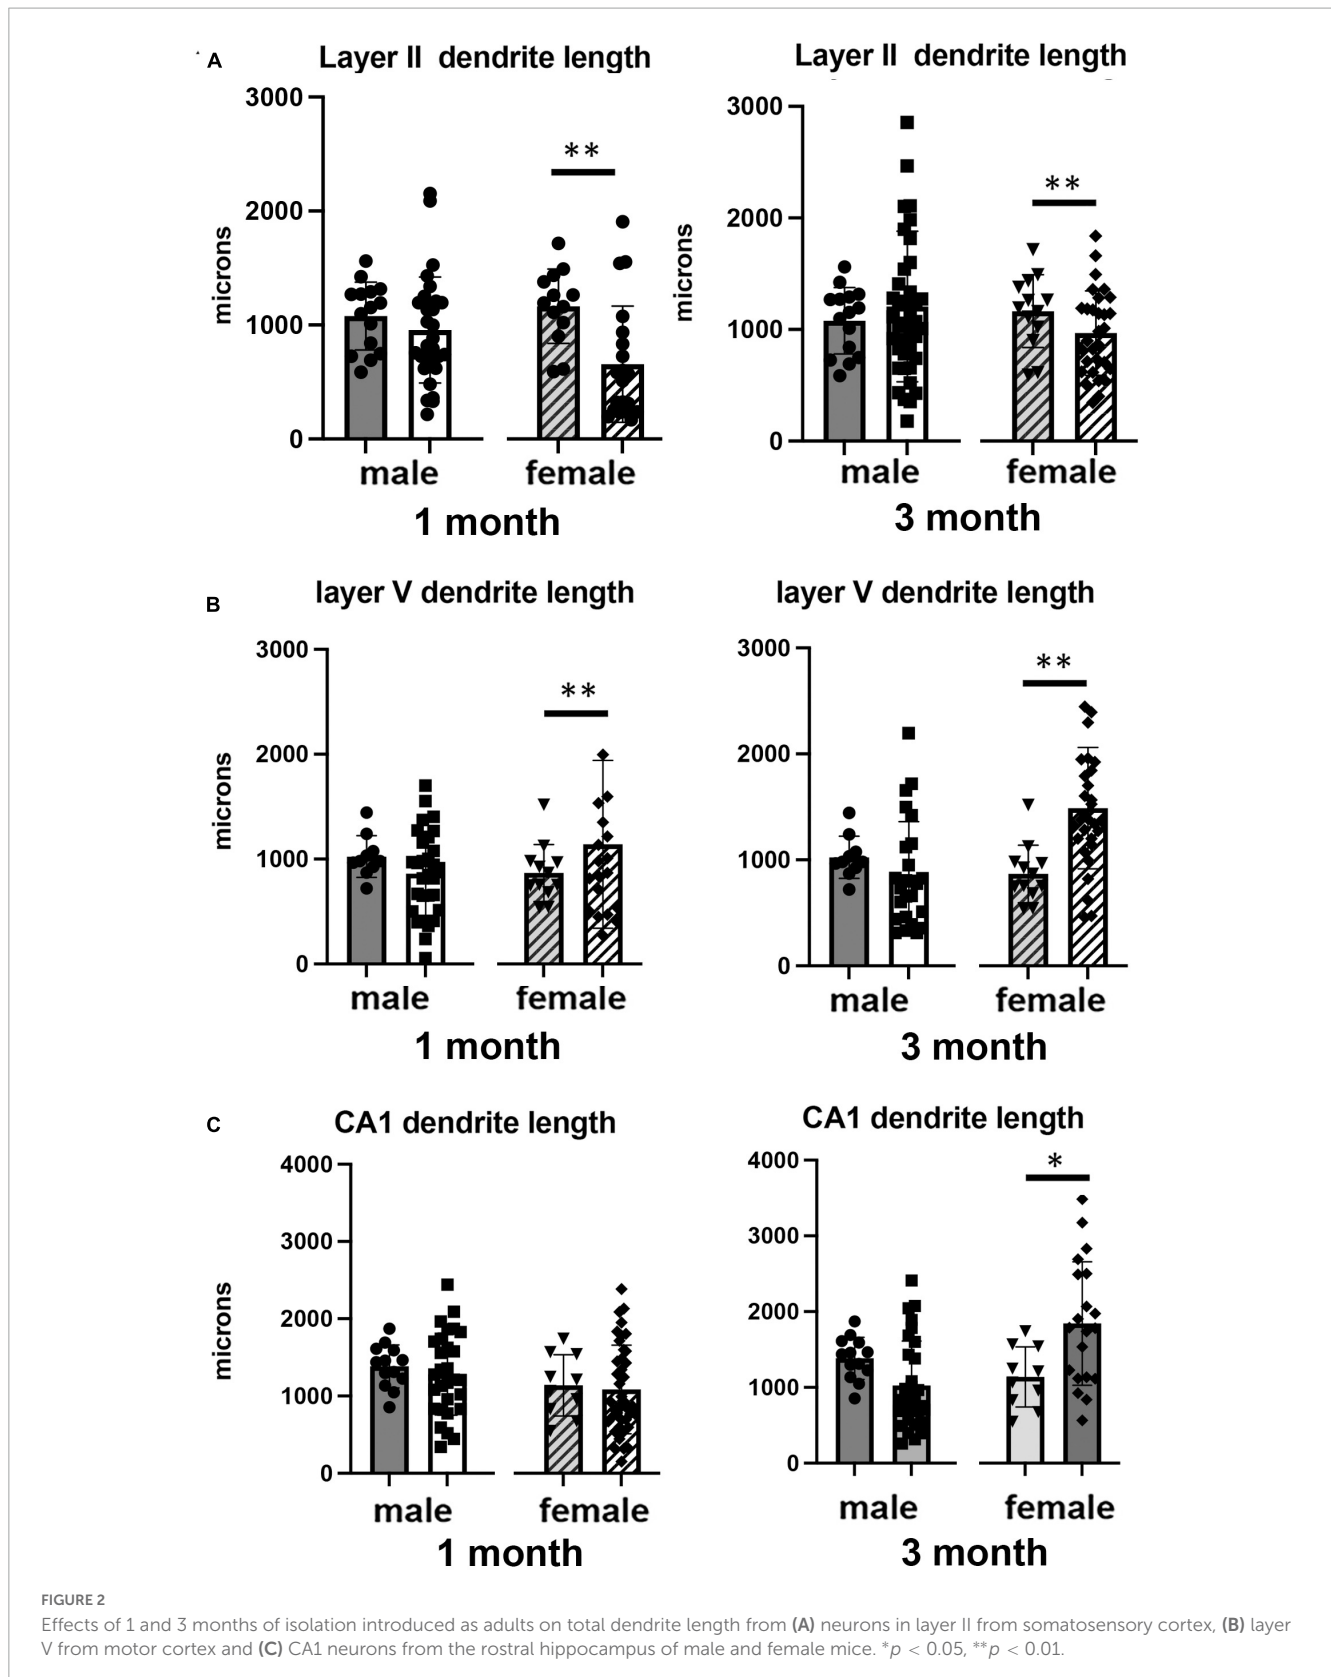 A
Layer II dendrite length
Layer II dendrite length
microns
3000
2000
1000
0
**
male
female
1 month
microns
3000
2000
1000
0
**
male
female
3 month
B
layer V dendrite length
layer V dendrite length
microns
3000
2000
1000
0
**
male
female
1 month
3000
2000
1000
0
**
male
female
3 month
C
CA1 dendrite length
CA1 dendrite length
microns
4000
3000
2000
1000
0
male
female
1 month
4000
3000
2000
1000
0
*
male
female
3 month
FIGURE 2
Effects of 1 and 3 months of isolation introduced as adults on total dendrite length from (A) neurons in layer II from somatosensory cortex, (B) layer
V from motor cortex and (C) CA1 neurons from the rostral hippocampus of male and female mice. *p < 0.05, **p < 0.01.